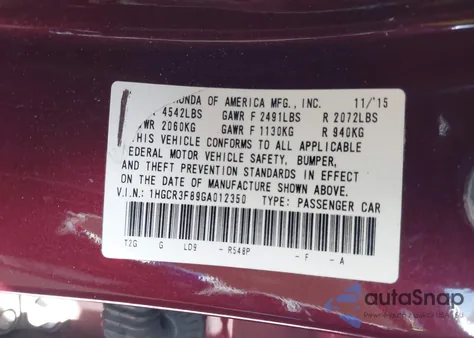 HONDA OF AMERICA MFG., INC. 11/'15
4542LBS GAWR F 2491LBS R 2072LBS
2060KG GAWR F 1130KG R 940KG
THIS VEHICLE CONFORMS TO ALL APPLICABLE
FEDERAL MOTOR VEHICLE SAFETY, BUMPER,
AND THEFT PREVENTION STANDARDS IN EFFECT
ON THE DATE OF MANUFACTURE SHOWN ABOVE.
V.I.N.: 1HGCR3F89GA012350 TYPE: PASSENGER CAR
T2G G LD9 - R548P - F - A
autoSnap